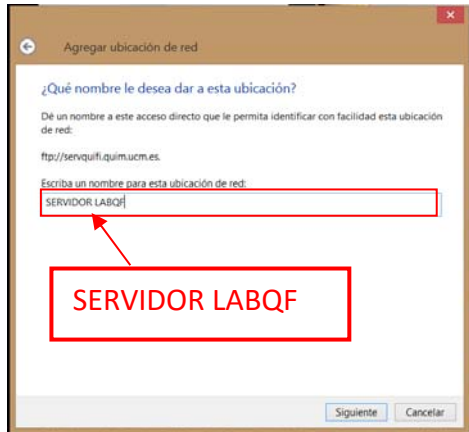 Agregar ubicación de red
¿Qué nombre le desea dar a esta ubicación?
Dé un nombre a este acceso directo que le permita identificar con facilidad esta ubicación
de red:
ftp://servquifi.quim.ucm.es.
Escriba un nombre para esta ubicación de red:
SERVIDOR LABQF
SERVIDOR LABQF
Siguiente Cancelar